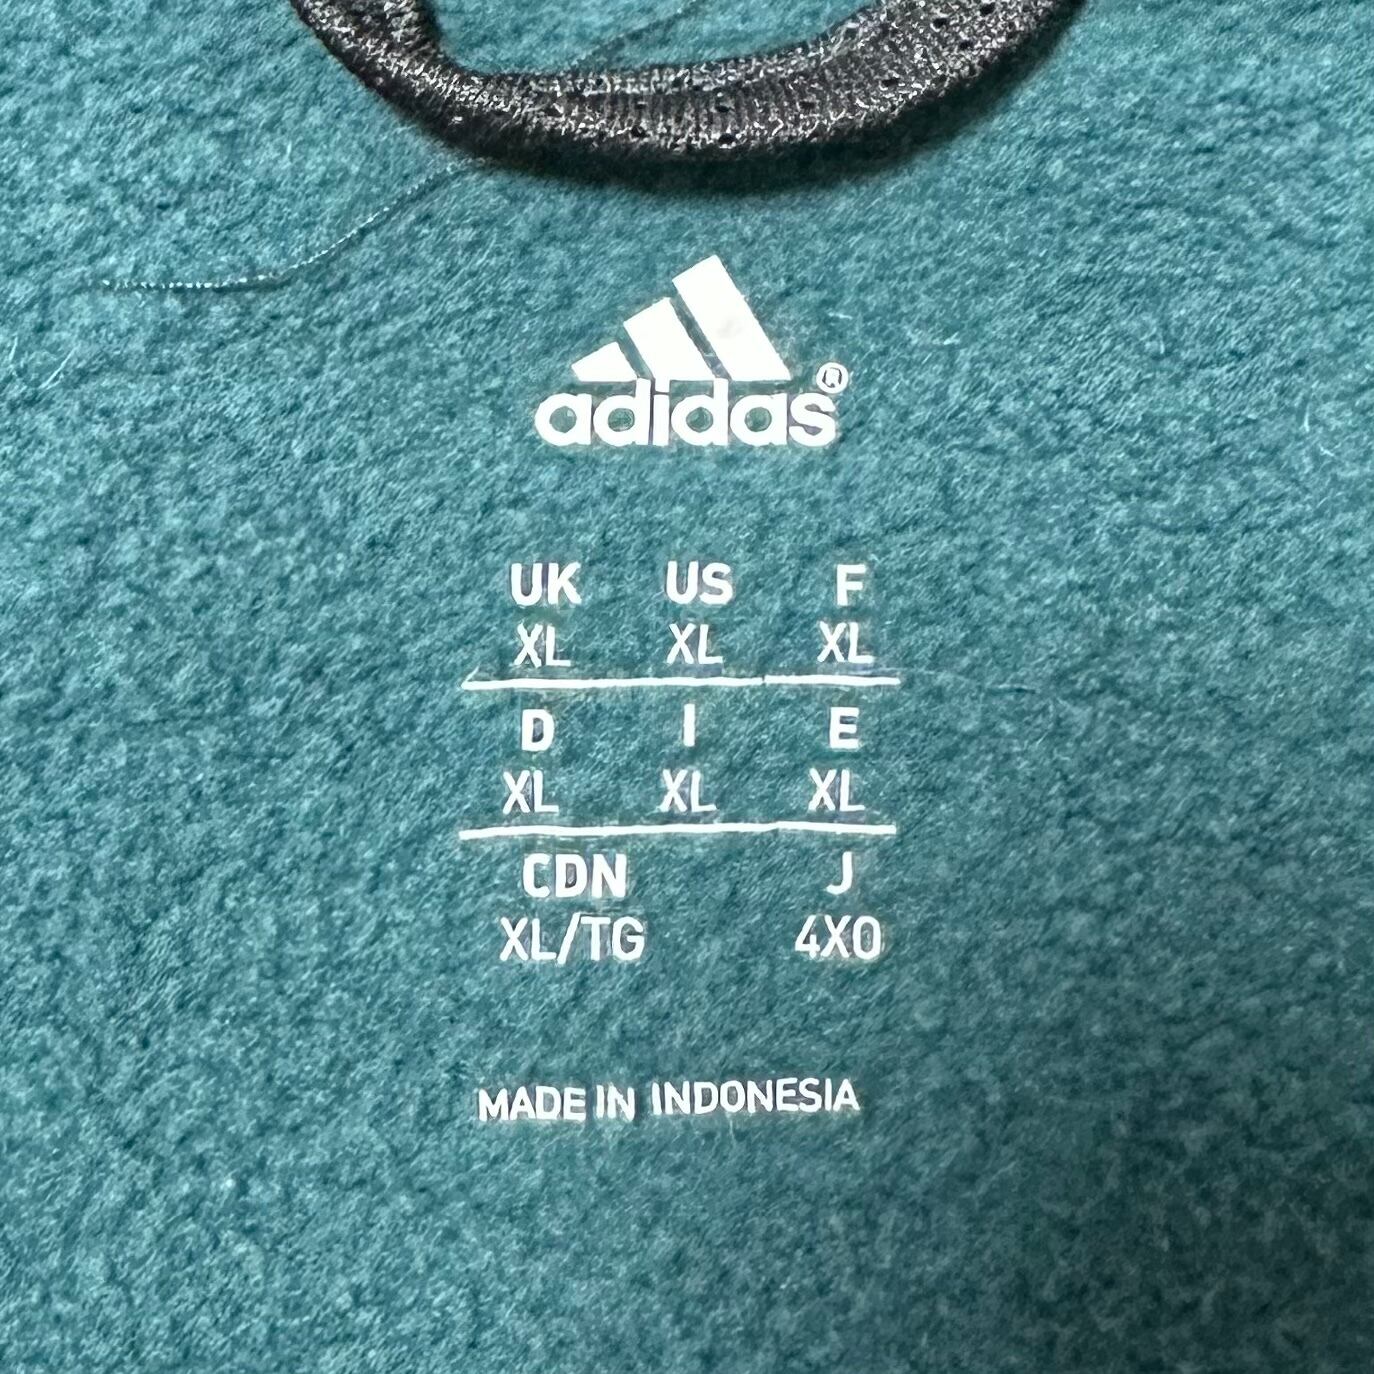 adidas®
UK US F
XL XL XL
D I E
XL XL XL
CDN J
XL/TG 4XO
MADE IN INDONESIA